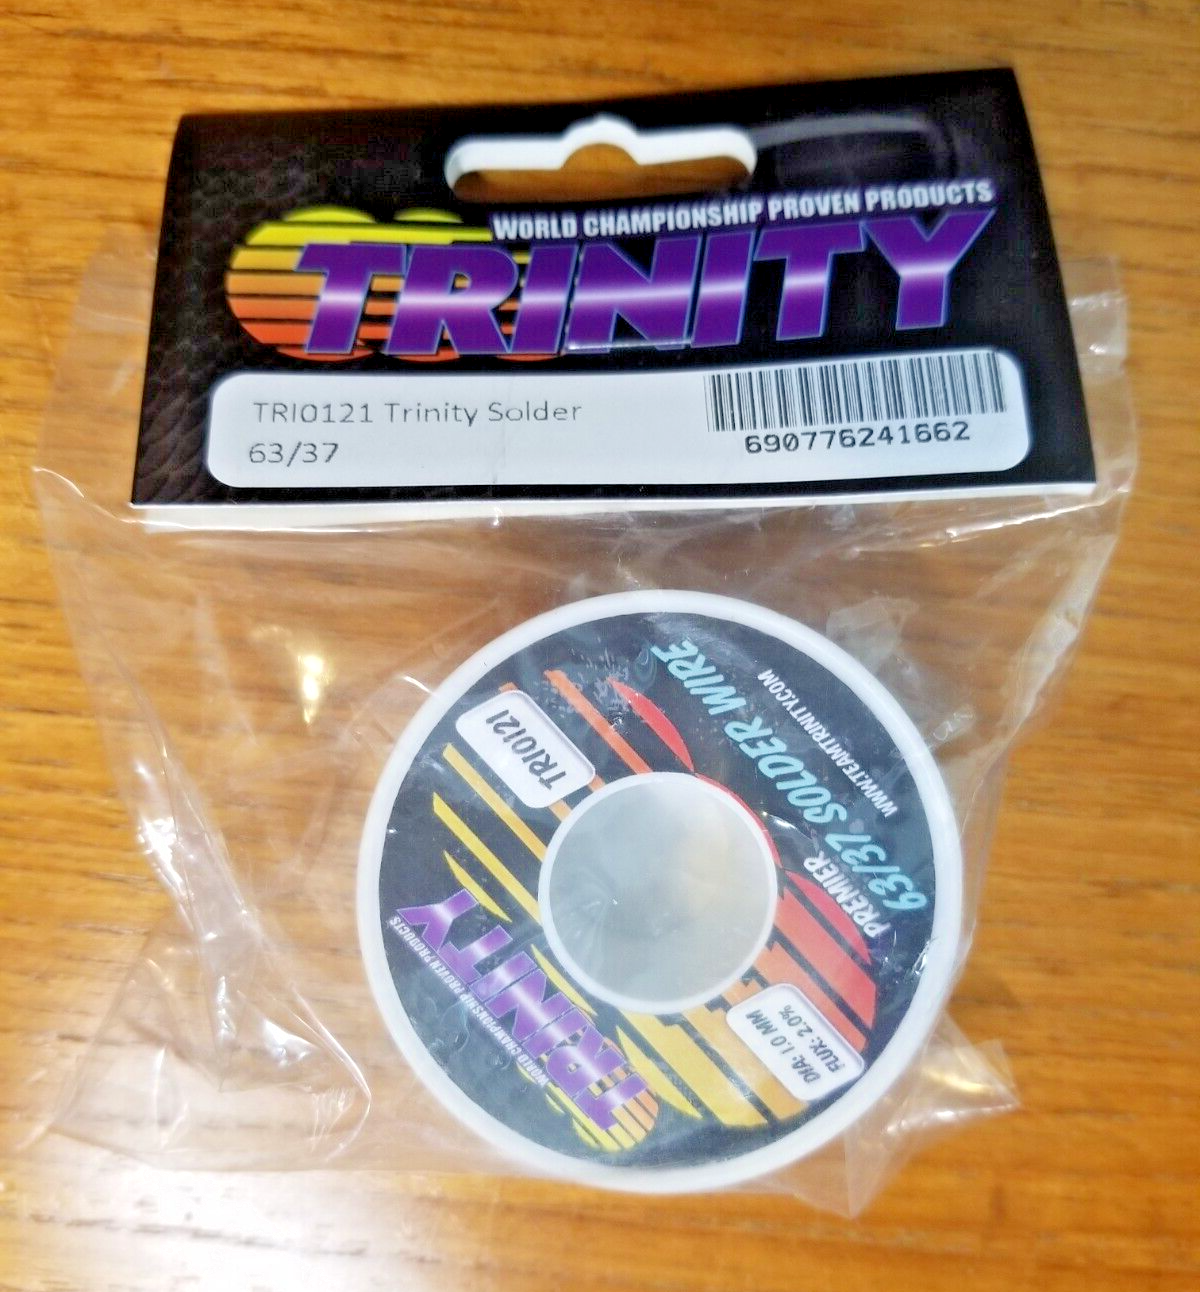 WORLD CHAMPIONSHIP PROVEN PRODUCTS
TRINITY
TRI0121 Trinity Solder
63/37
690776241662
PREMIER
63/37 SOLDER WIRE
WWW.TEAMTRINITY.COM
TRI0121
DIA: 1.0 MM
FLUX: 2.0%
TRINITY
WORLD CHAMPIONSHIP PROVEN PRODUCTS